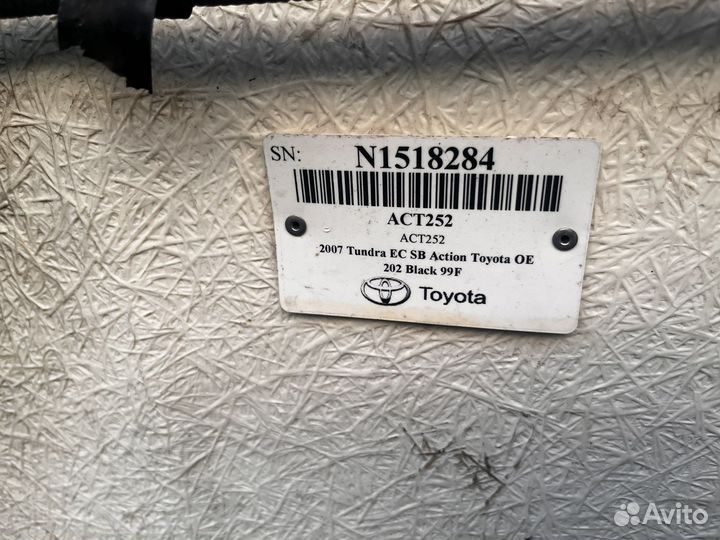 SN: N1518284
ACT252
ACT252
2007 Tundra EC SB Action Toyota OE
202 Black 99F
Toyota
Avito